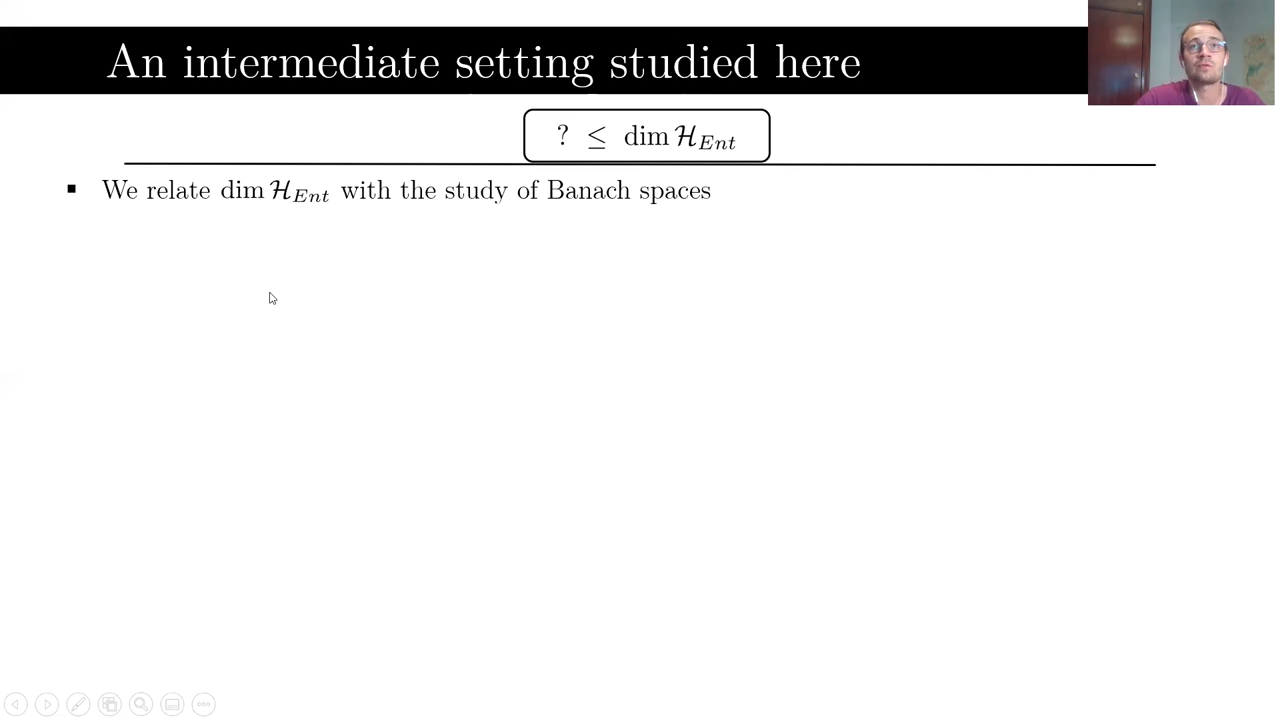 An intermediate setting studied here
? ≤ dim ℋ_Ent
▪ We relate dim ℋ_Ent with the study of Banach spaces